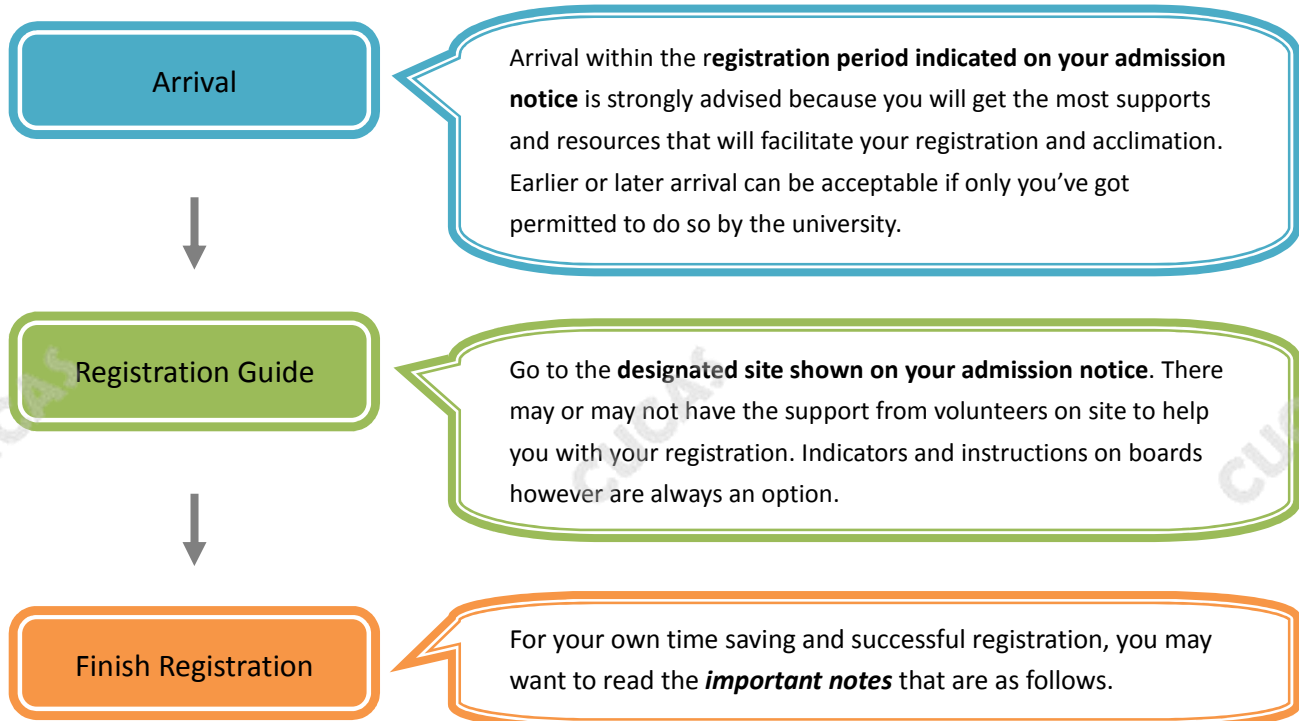 Arrival
Arrival within the registration period indicated on your admission
notice is strongly advised because you will get the most supports
and resources that will facilitate your registration and acclimation.
Earlier or later arrival can be acceptable if only you’ve got
permitted to do so by the university.
Registration Guide
Go to the designated site shown on your admission notice. There
may or may not have the support from volunteers on site to help
you with your registration. Indicators and instructions on boards
however are always an option.
CUCAS
Finish Registration
For your own time saving and successful registration, you may
want to read the important notes that are as follows.